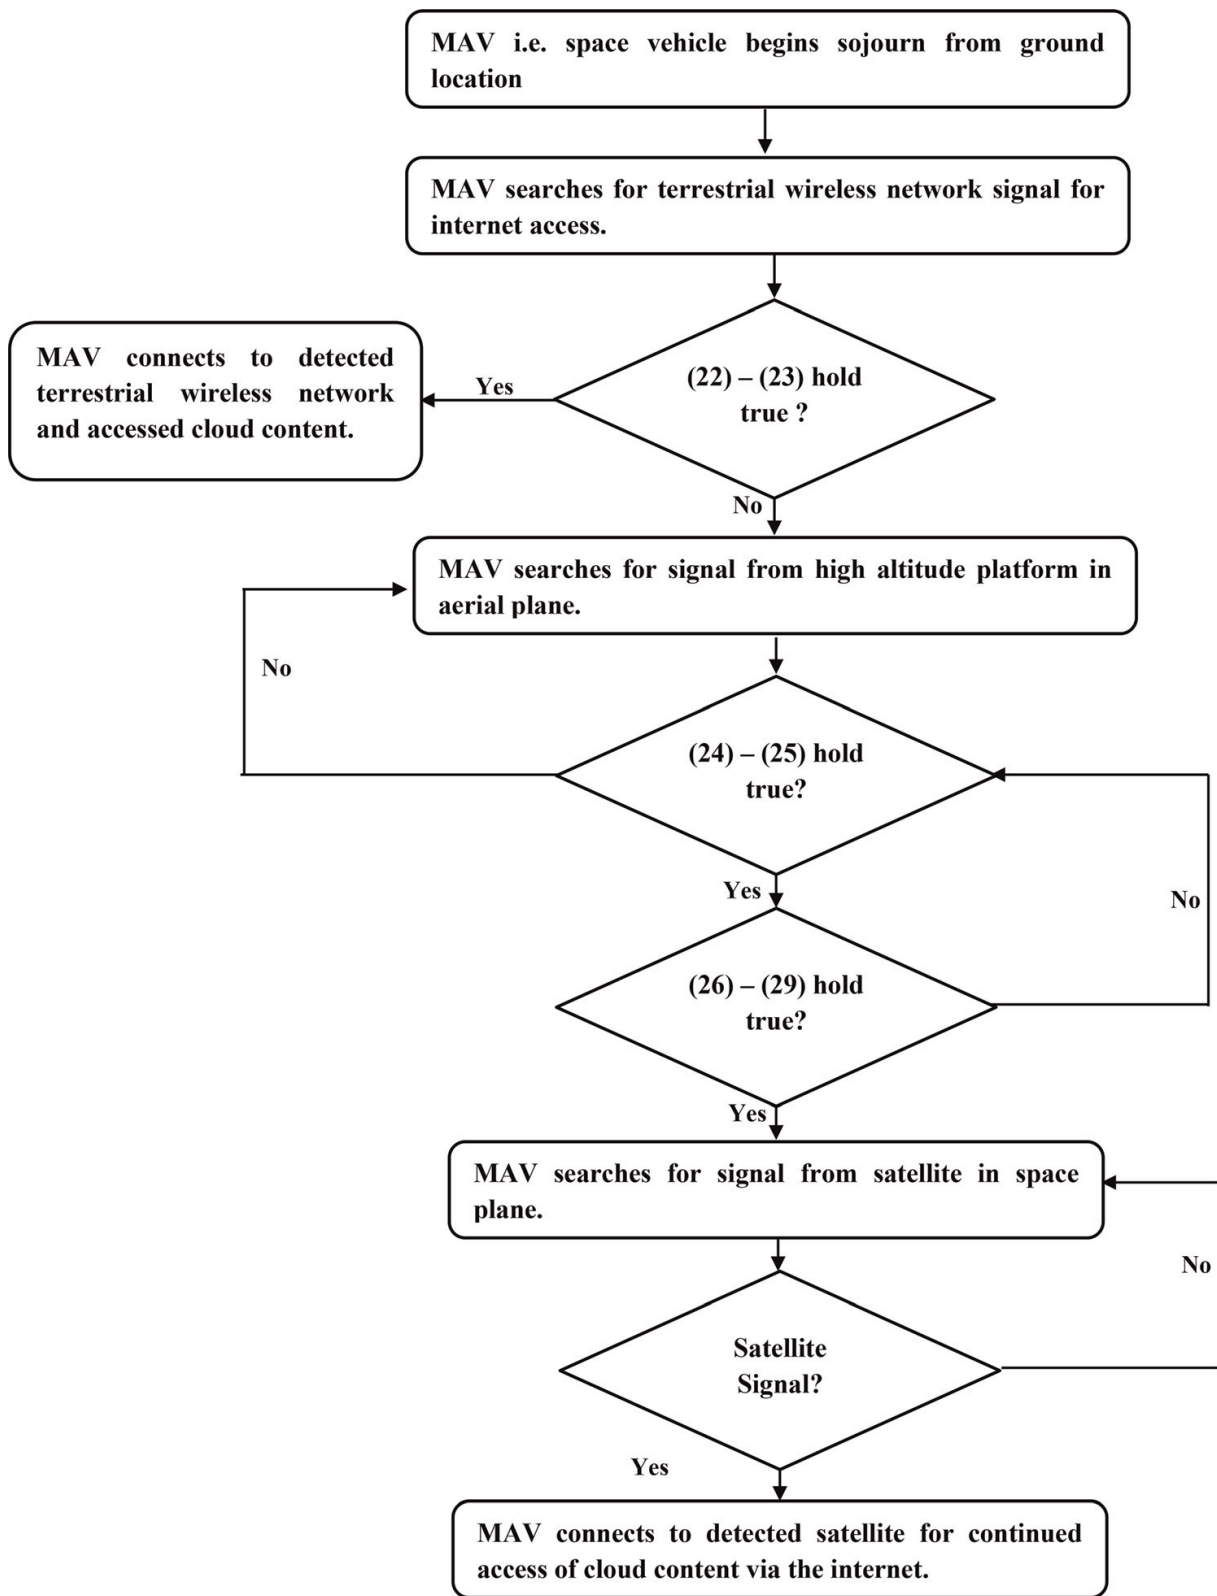 MAV i.e. space vehicle begins sojourn from ground
location
MAV searches for terrestrial wireless network signal for
internet access.
(22) – (23) hold
true ?
Yes
MAV connects to detected
terrestrial wireless network
and accessed cloud content.
No
MAV searches for signal from high altitude platform in
aerial plane.
No
(24) – (25) hold
true?
Yes
No
(26) – (29) hold
true?
Yes
MAV searches for signal from satellite in space
plane.
No
Satellite
Signal?
Yes
MAV connects to detected satellite for continued
access of cloud content via the internet.